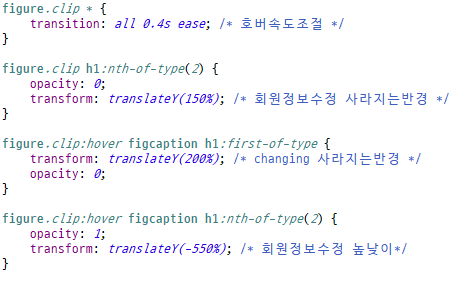 figure.clip * {
    transition: all 0.4s ease; /* 호버속도조절 */
}

figure.clip h1:nth-of-type(2) {
    opacity: 0;
    transform: translateY(150%); /* 회원정보수정 사라지는반경 */
}

figure.clip:hover figcaption h1:first-of-type {
    transform: translateY(200%); /* changing 사라지는반경 */
    opacity: 0;
}

figure.clip:hover figcaption h1:nth-of-type(2) {
    opacity: 1;
    transform: translateY(-550%); /* 회원정보수정 높낮이*/
}